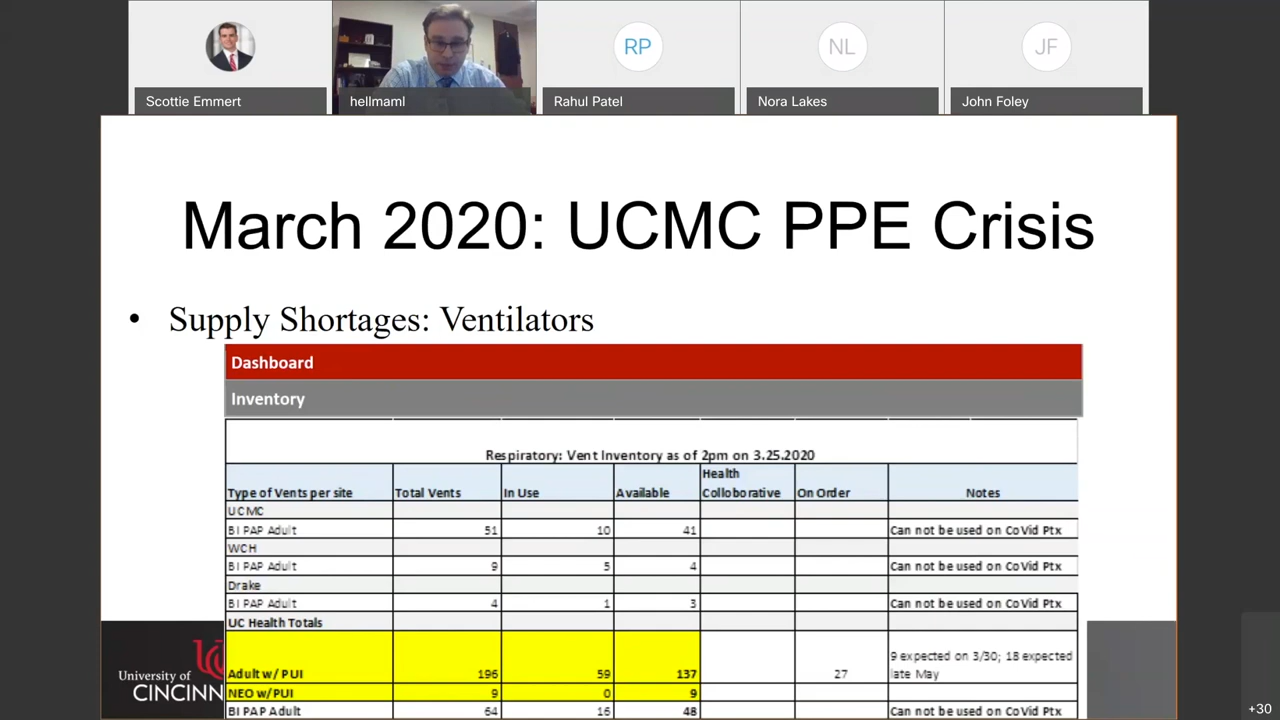 RP
NL
JF
Scottie Emmert
hellmaml
Rahul Patel
Nora Lakes
John Foley
March 2020: UCMC PPE Crisis
• Supply Shortages: Ventilators
Dashboard
Inventory
Respiratory: Vent Inventory as of 2pm on 3.25.2020
Type of Vents per site Total Vents In Use Available Health Colloborative On Order Notes
UCMC
BI PAP Adult 51 10 41 Can not be used on CoVid Ptx
WCH
BI PAP Adult 9 5 4 Can not be used on CoVid Ptx
Drake
BI PAP Adult 4 1 3 Can not be used on CoVid Ptx
UC Health Totals
Adult w/ PUI 196 59 137 27 9 expected on 3/30; 18 expected late May
NEO w/PUI 9 0 9
BI PAP Adult 64 16 48 Can not be used on CoVid Ptx
University of
CINCINN
+30